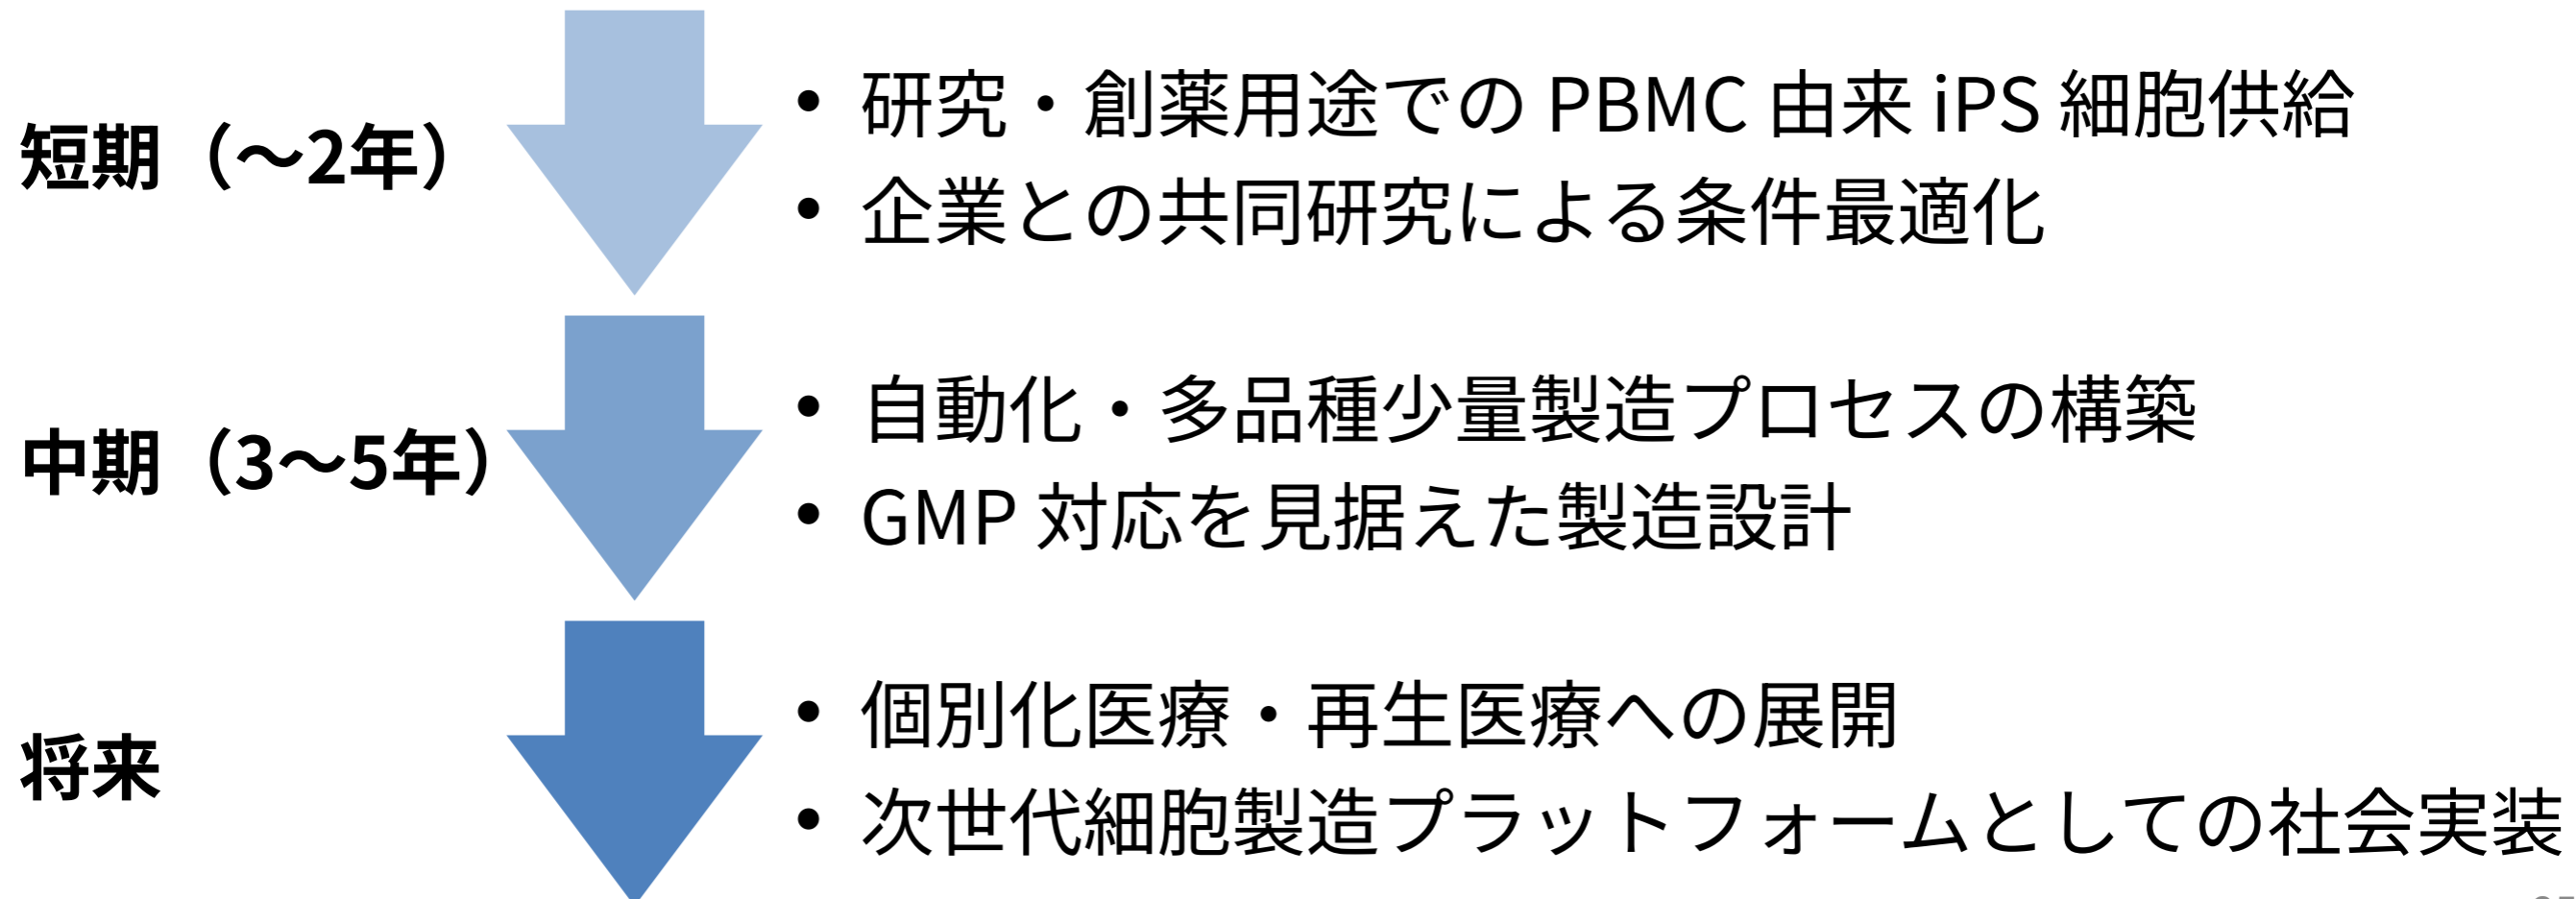 短期（～2年）
• 研究・創薬用途での PBMC 由来 iPS 細胞供給
• 企業との共同研究による条件最適化
中期（3～5年）
• 自動化・多品種少量製造プロセスの構築
• GMP 対応を見据えた製造設計
将来
• 個別化医療・再生医療への展開
• 次世代細胞製造プラットフォームとしての社会実装